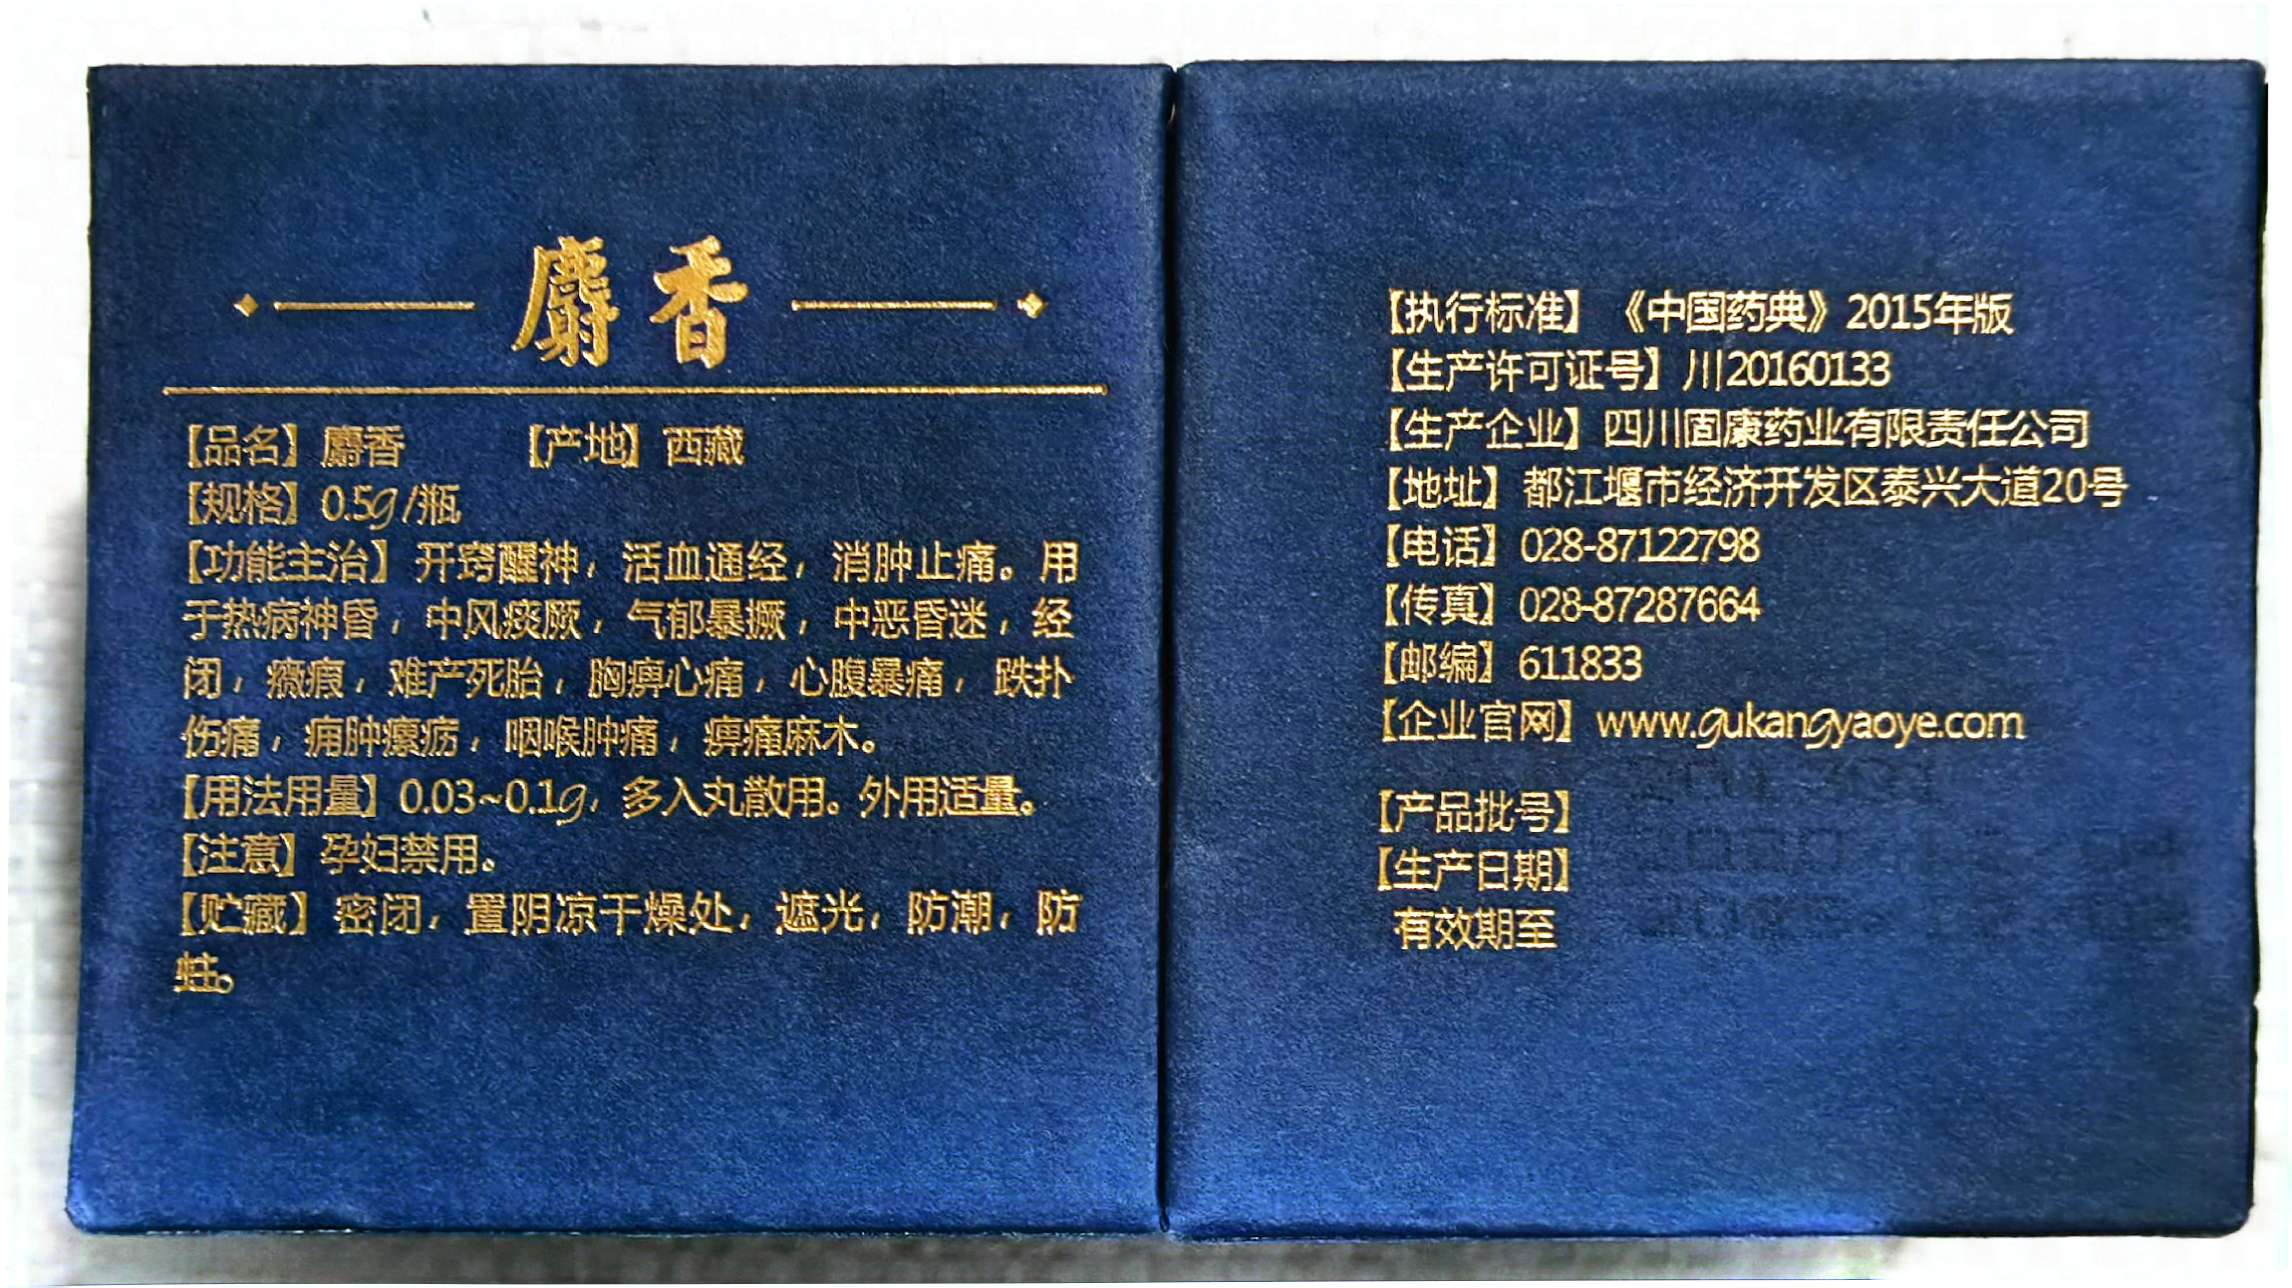 麝香
【品名】麝香 【产地】西藏
【规格】0.5g/瓶
【功能主治】开窍醒神，活血通经，消肿止痛。用
于热病神昏，中风痰厥，气郁暴撅，中恶昏迷，经
闭，癥瘕，难产死胎，胸痹心痛，心腹暴痛，跌扑
伤痛，痈肿瘰疬，咽喉肿痛，痹痛麻木。
【用法用量】0.03~0.1g，多入丸散用。外用适量。
【注意】孕妇禁用。
【贮藏】密闭，置阴凉干燥处，遮光，防潮，防
蛀。
【执行标准】《中国药典》2015年版
【生产许可证号】川20160133
【生产企业】四川固康药业有限责任公司
【地址】都江堰市经济开发区泰兴大道20号
【电话】028-87122798
【传真】028-87287664
【邮编】611833
【企业官网】www.gukangyaoye.com
【产品批号】
【生产日期】
有效期至